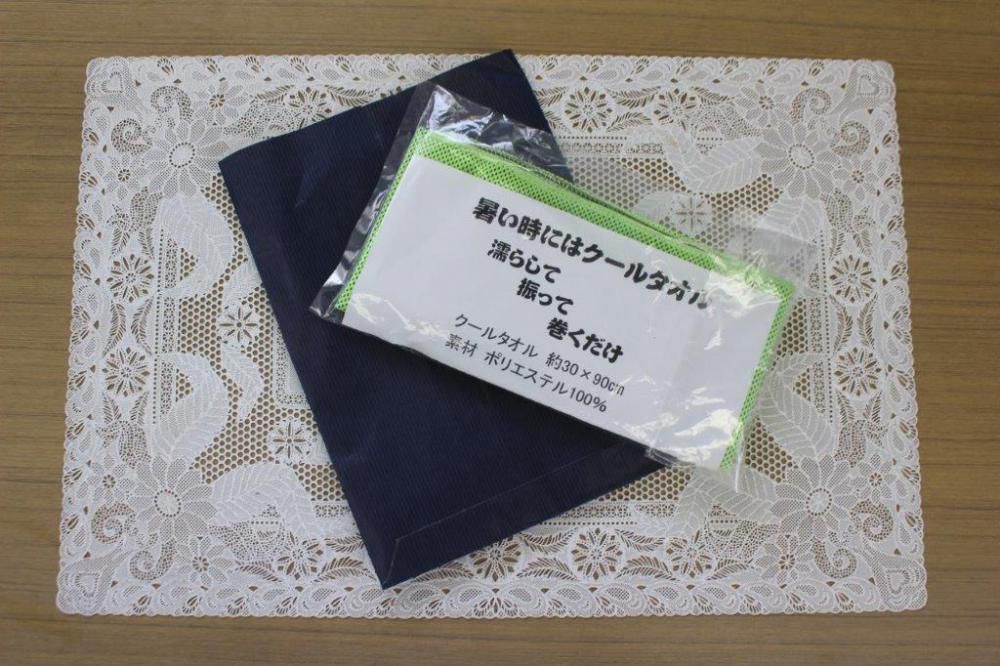 暑い時にはクールタオル
濡らして
振って
巻くだけ
クールタオル 約30×90cm
素材 ポリエステル100%